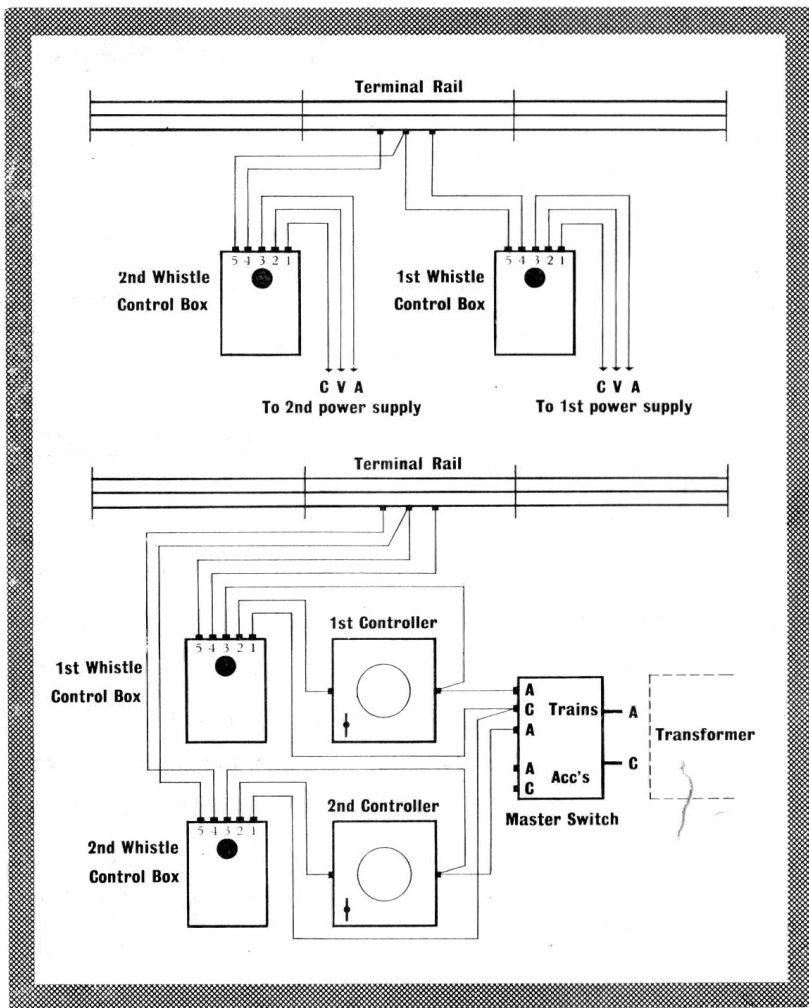 Terminal Rail
5 4 3 2 1
2nd Whistle
Control Box
5 4 3 2 1
1st Whistle
Control Box
C V A
To 2nd power supply
C V A
To 1st power supply
Terminal Rail
5 4 3 2 1
1st Whistle
Control Box
1st Controller
A
C
A
Trains
A
C
Acc's
A
C
Transformer
Master Switch
5 4 3 2 1
2nd Whistle
Control Box
2nd Controller